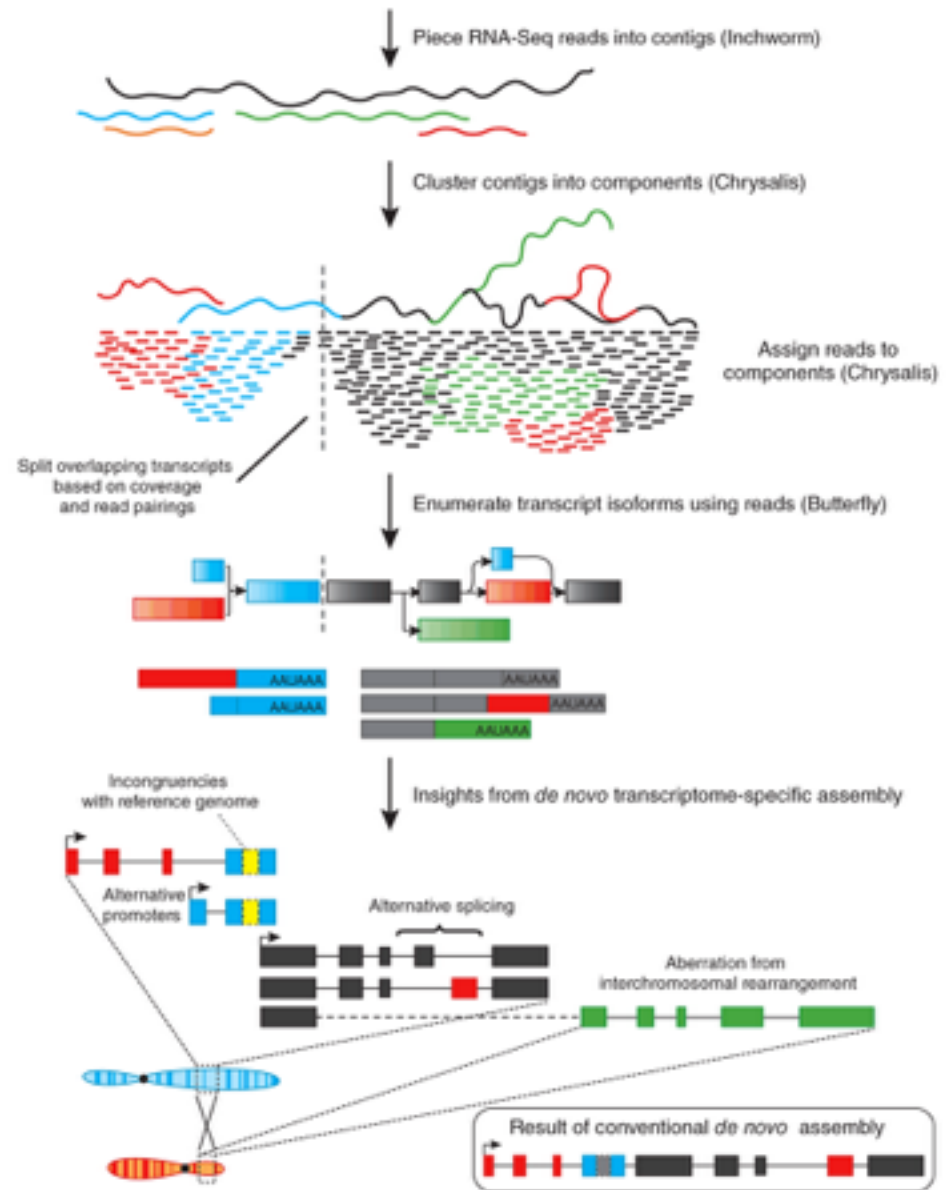 Piece RNA-Seq reads into contigs (Inchworm)
Cluster contigs into components (Chrysalis)
Assign reads to
components (Chrysalis)
Split overlapping transcripts
based on coverage
and read pairings
Enumerate transcript isoforms using reads (Butterfly)
AAUAAA
AAUAAA
AAUAAA
AAUAAA
AAUAAA
Insights from de novo transcriptome-specific assembly
Incongruencies
with reference genome
Alternative
promoters
Alternative splicing
Aberration from
interchromosomal rearrangement
Result of conventional de novo assembly